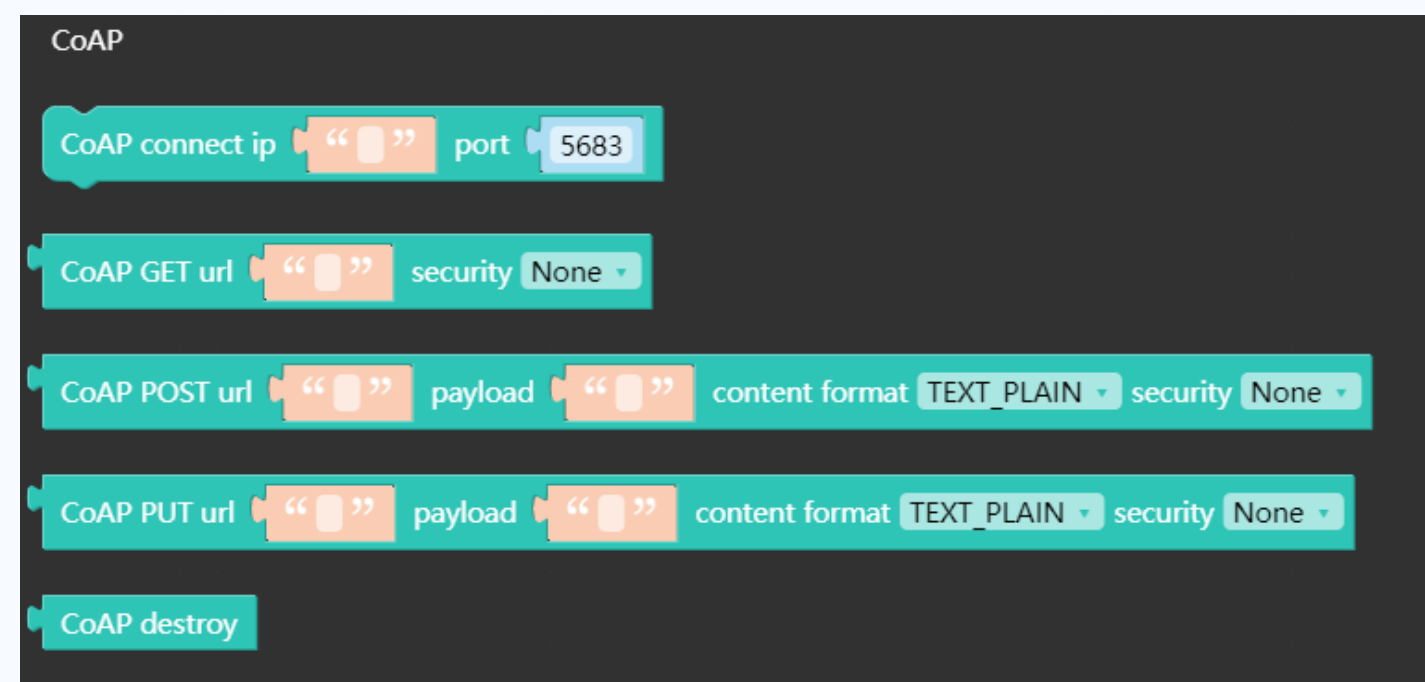 CoAP
CoAP connect ip “ ” port 5683
CoAP GET url “ ” security None
CoAP POST url “ ” payload “ ” content format TEXT_PLAIN security None
CoAP PUT url “ ” payload “ ” content format TEXT_PLAIN security None
CoAP destroy